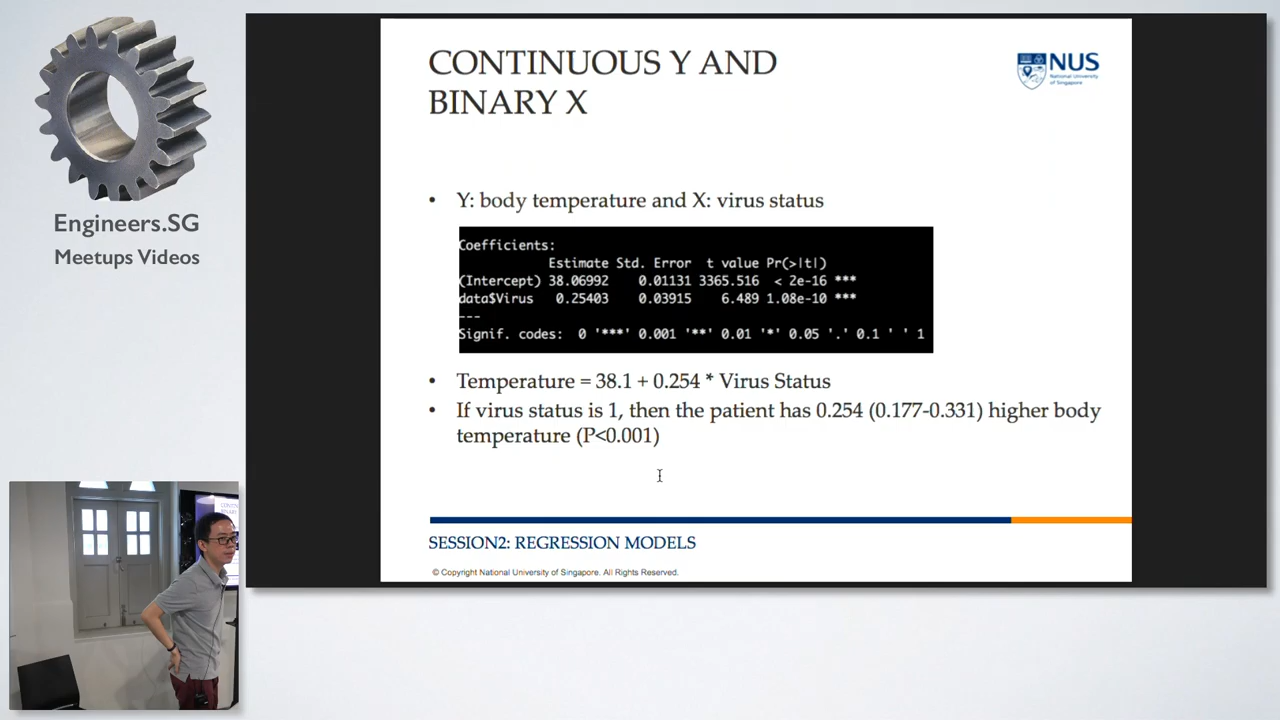 Engineers.SG
Meetups Videos
CONTINUOUS Y AND
BINARY X
NUS
National University
of Singapore
• Y: body temperature and X: virus status
Coefficients:
Estimate Std. Error t value Pr(>|t|)
(Intercept) 38.06992 0.01131 3365.516 < 2e-16 ***
data$Virus 0.25403 0.03915 6.489 1.08e-10 ***
---
Signif. codes: 0 '***' 0.001 '**' 0.01 '*' 0.05 '.' 0.1 ' ' 1
• Temperature = 38.1 + 0.254 * Virus Status
• If virus status is 1, then the patient has 0.254 (0.177-0.331) higher body
temperature (P<0.001)
SESSION2: REGRESSION MODELS
© Copyright National University of Singapore. All Rights Reserved.